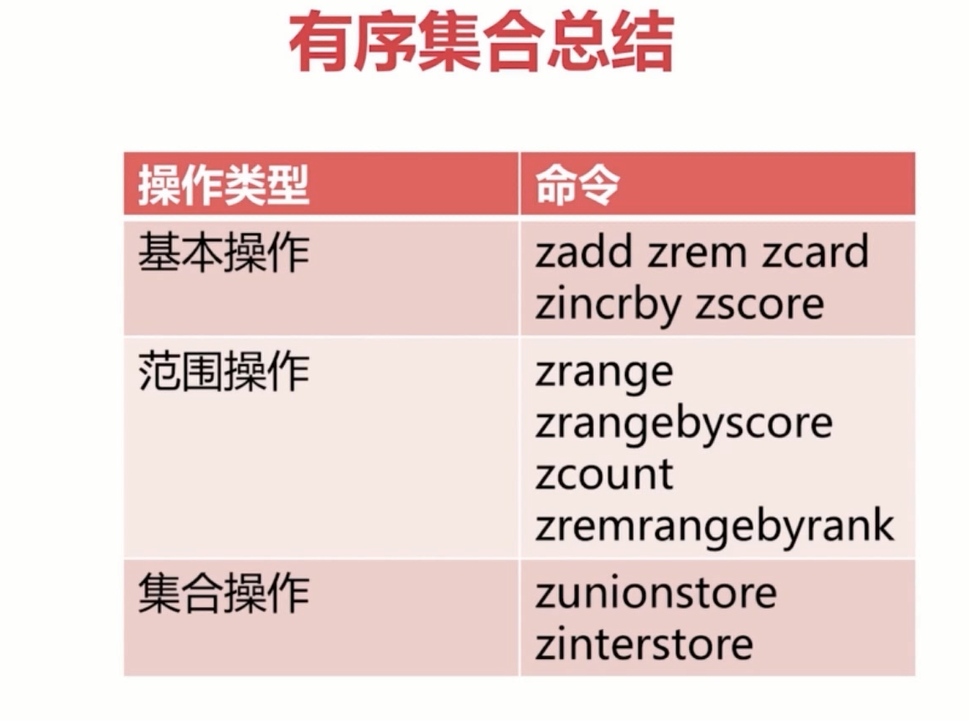 有序集合总结
操作类型 命令
基本操作 zadd zrem zcard
zincrby zscore
范围操作 zrange
zrangebyscore
zcount
zremrangebyrank
集合操作 zunionstore
zinterstore